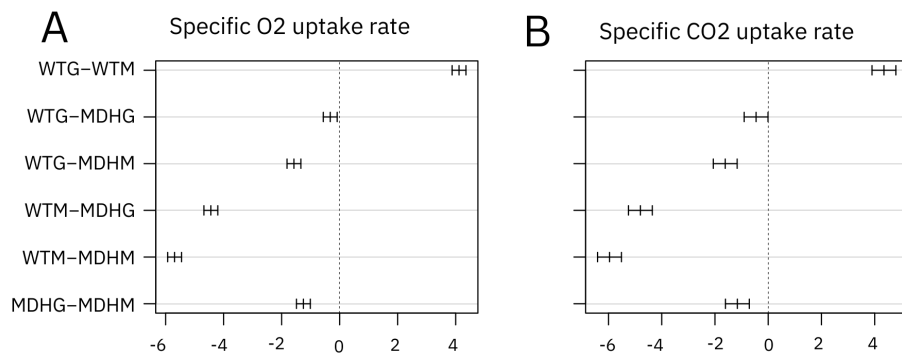 A
Specific O2 uptake rate
WTG–WTM
WTG–MDHG
WTG–MDHM
WTM–MDHG
WTM–MDHM
MDHG–MDHM
-6 -4 -2 0 2 4
B
Specific CO2 uptake rate
-6 -4 -2 0 2 4